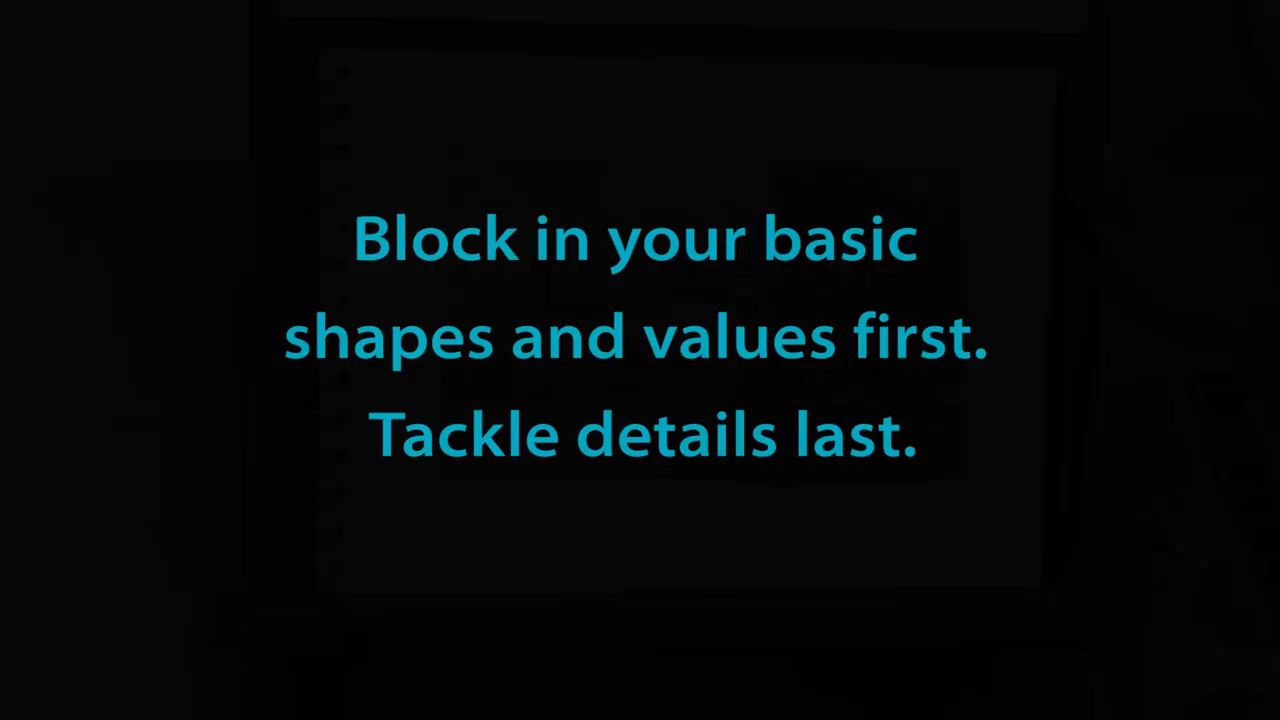 Block in your basic
shapes and values first.
Tackle details last.